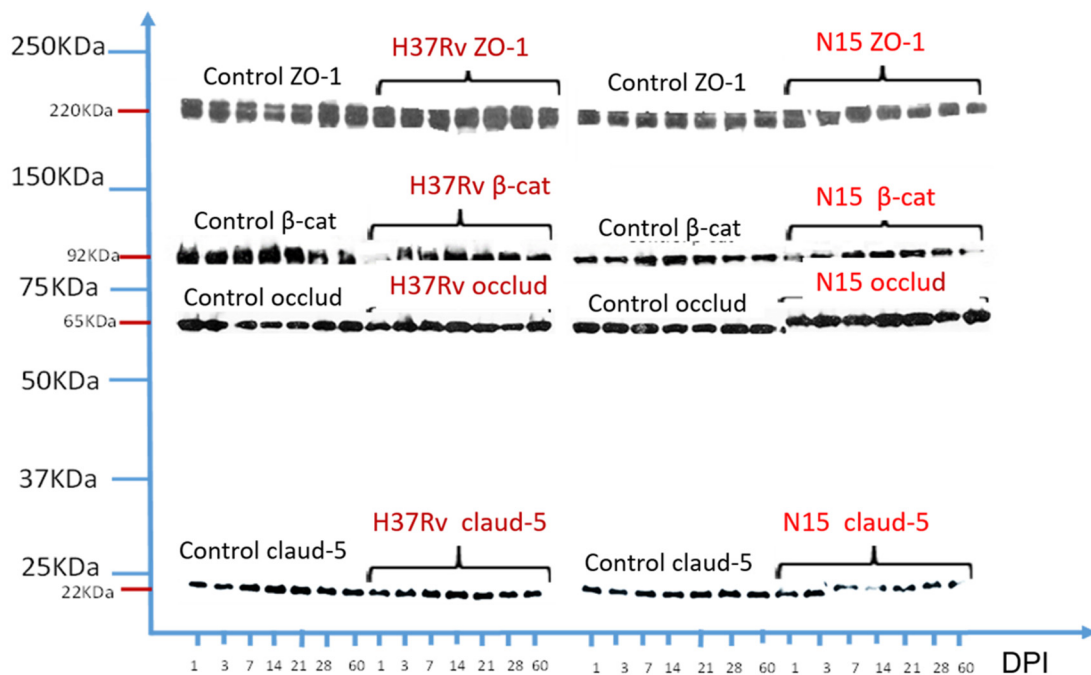 250KDa
H37Rv ZO-1
N15 ZO-1
Control ZO-1
Control ZO-1
220KDa
150KDa
H37Rv β-cat
N15 β-cat
Control β-cat
Control β-cat
92KDa
75KDa
H37Rv occlud
N15 occlud
Control occlud
Control occlud
65KDa
50KDa
37KDa
H37Rv claud-5
N15 claud-5
Control claud-5
Control claud-5
25KDa
22KDa
1 3 7 14 21 28 60 1 3 7 14 21 28 60 1 3 7 14 21 28 60 1 3 7 14 21 28 60 DPI